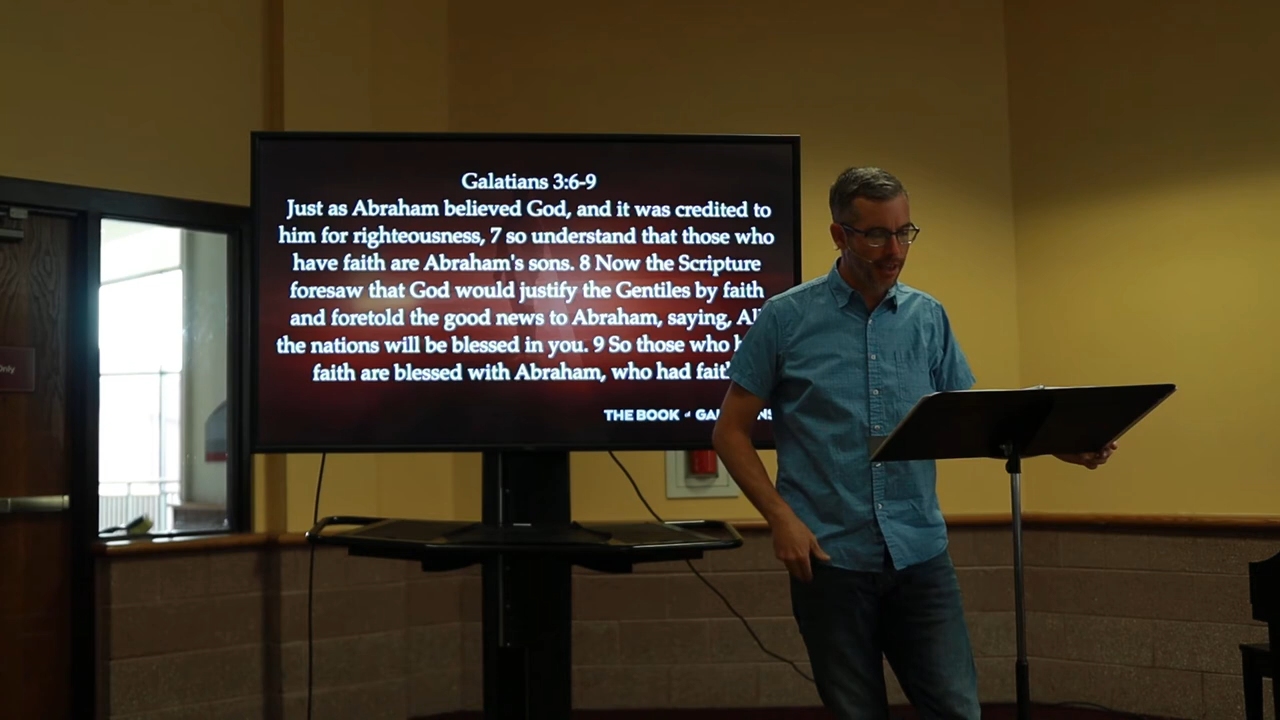 Galatians 3:6-9
Just as Abraham believed God, and it was credited to
him for righteousness, 7 so understand that those who
have faith are Abraham's sons. 8 Now the Scripture
foresaw that God would justify the Gentiles by faith
and foretold the good news to Abraham, saying, All
the nations will be blessed in you. 9 So those who
faith are blessed with Abraham, who had
THE BOOK